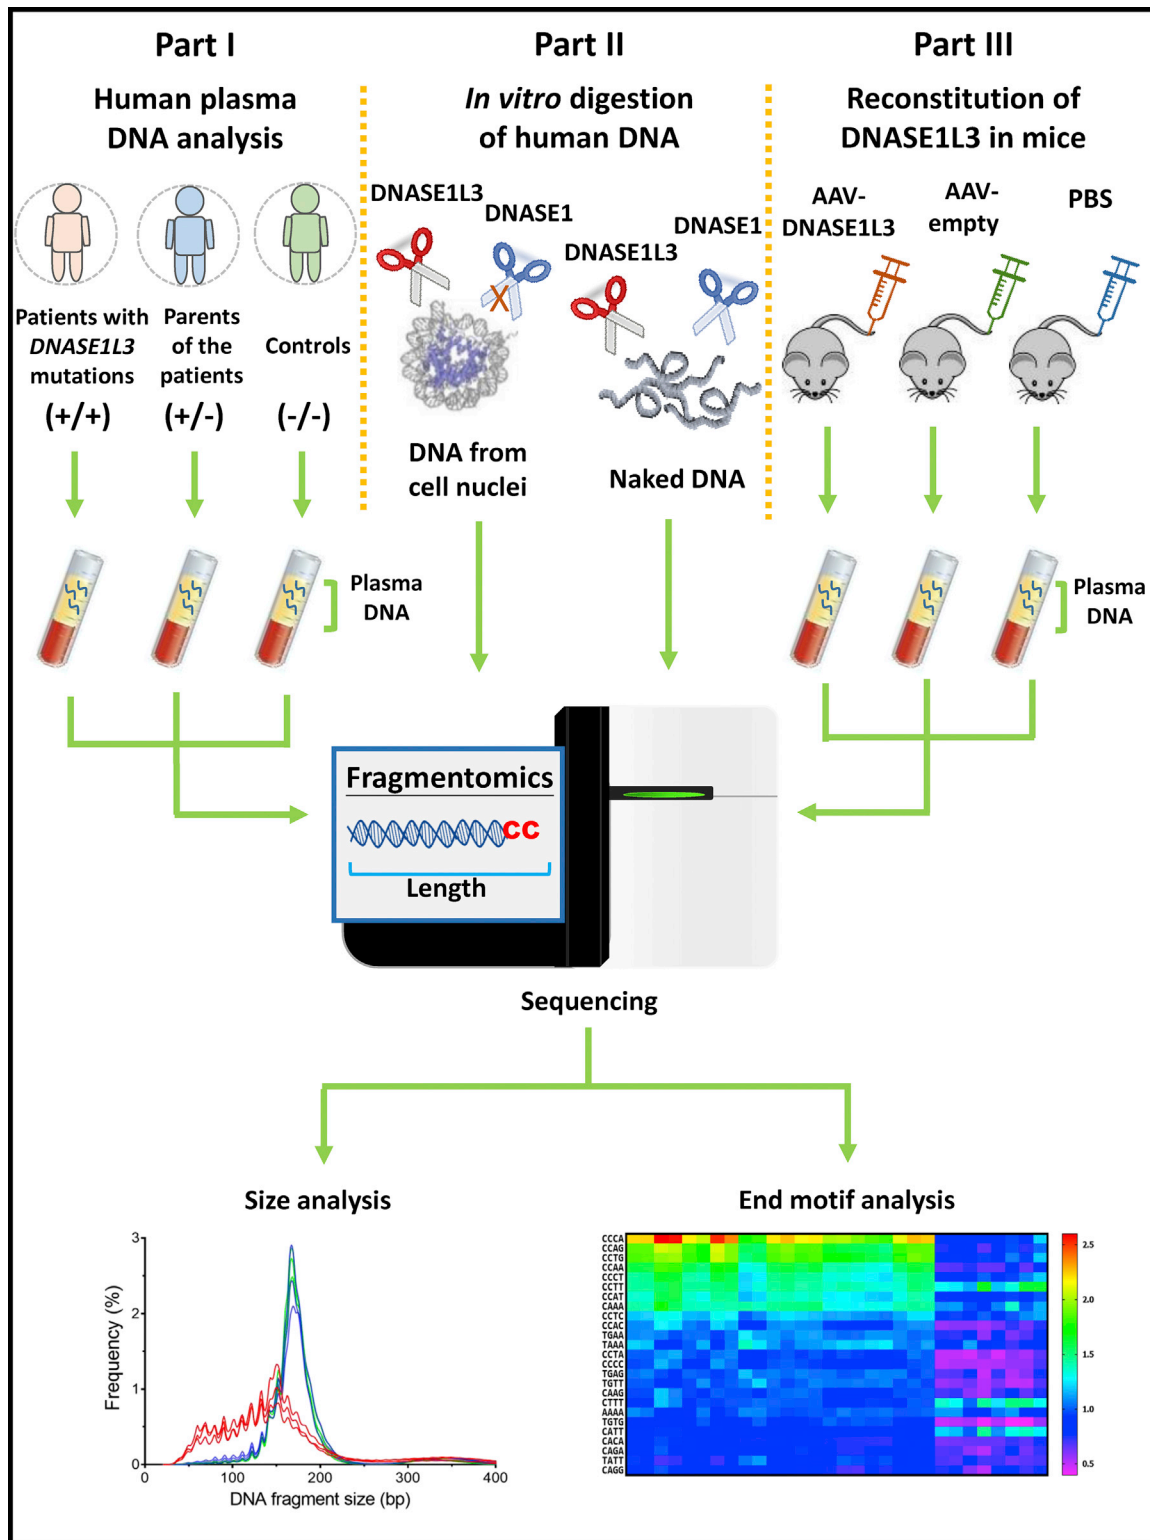 Part I
Human plasma
DNA analysis
Patients with
DNASE1L3
mutations
(+/+)
Parents
of the
patients
(+/-)
Controls
(-/-)
Plasma
DNA
Part II
In vitro digestion
of human DNA
DNASE1L3
DNASE1
X
DNA from
cell nuclei
DNASE1L3
DNASE1
Naked DNA
Part III
Reconstitution of
DNASE1L3 in mice
AAV-
DNASE1L3
AAV-
empty
PBS
Plasma
DNA
Fragmentomics
CC
Length
Sequencing
Size analysis
Frequency (%)
3
2
1
0
0
100
200
300
400
DNA fragment size (bp)
End motif analysis
CCCA
CCAG
CCTG
CCAA
CCCT
CCTT
CCAT
CAAA
CCTC
CCAC
TGAA
TAAA
CCTA
CCCC
TGAG
TGTT
CAAG
CTTT
AAAA
TGTG
CATT
CACA
CAGA
TATT
CAGG
2.5
2.0
1.5
1.0
0.5